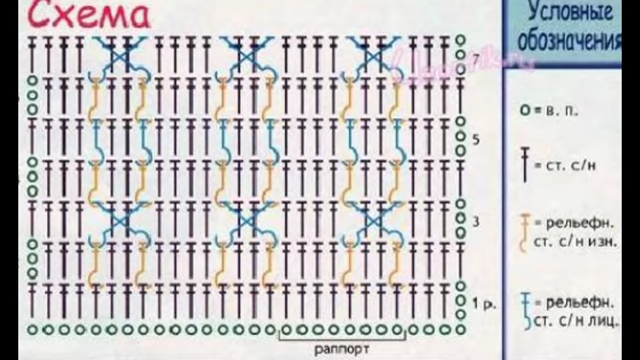 Схема
Условные
обозначения
7
= в. п.
5
= ст. с/н
3
= рельефн.
ст. с/н изн.
1 р.
= рельефн.
ст. с/н лиц.
раппорт